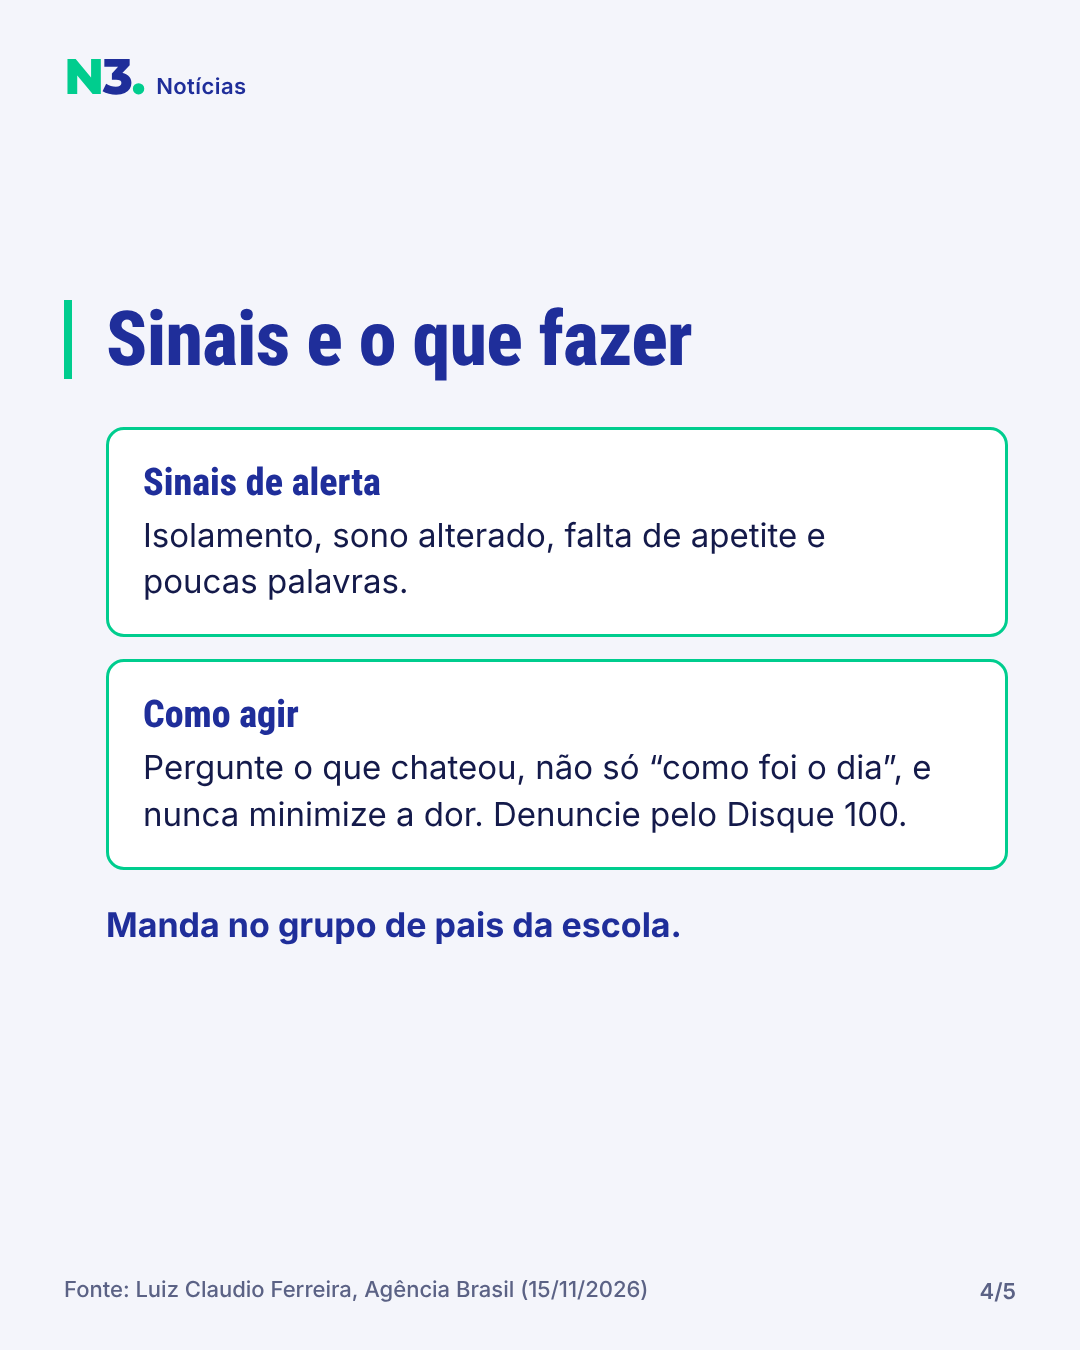 N3. Notícias
Sinais e o que fazer
Sinais de alerta
Isolamento, sono alterado, falta de apetite e
poucas palavras.
Como agir
Pergunte o que chateou, não só “como foi o dia”, e
nunca minimize a dor. Denuncie pelo Disque 100.
Manda no grupo de pais da escola.
Fonte: Luiz Claudio Ferreira, Agência Brasil (15/11/2026)
4/5